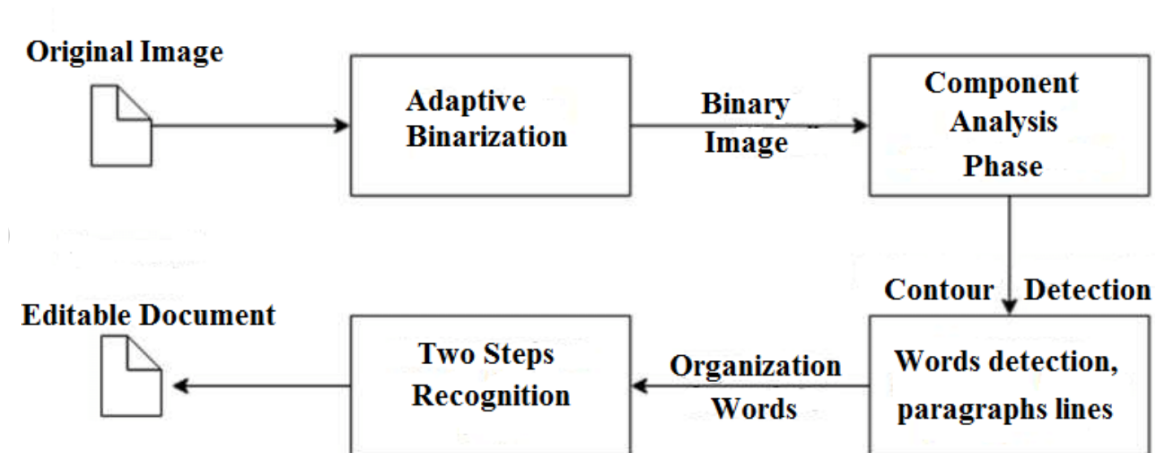 Original Image
Adaptive
Binarization
Binary
Image
Component
Analysis
Phase
Contour Detection
Words detection,
paragraphs lines
Organization
Words
Two Steps
Recognition
Editable Document